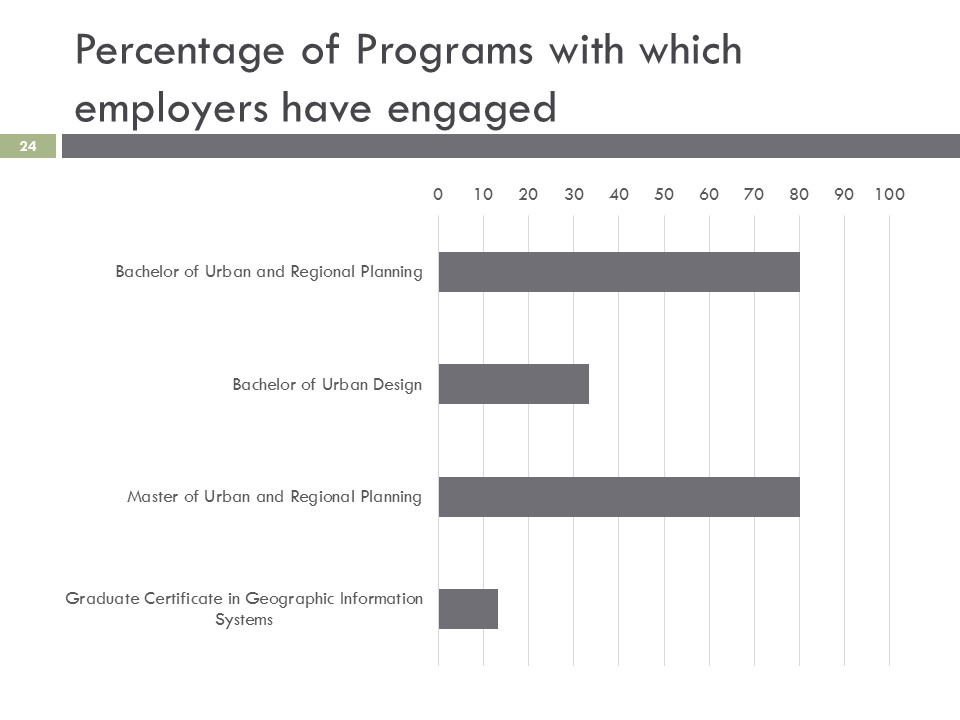 Percentage of Programs with which
employers have engaged
24
0 10 20 30 40 50 60 70 80 90 100
Bachelor of Urban and Regional Planning
Bachelor of Urban Design
Master of Urban and Regional Planning
Graduate Certificate in Geographic Information
Systems